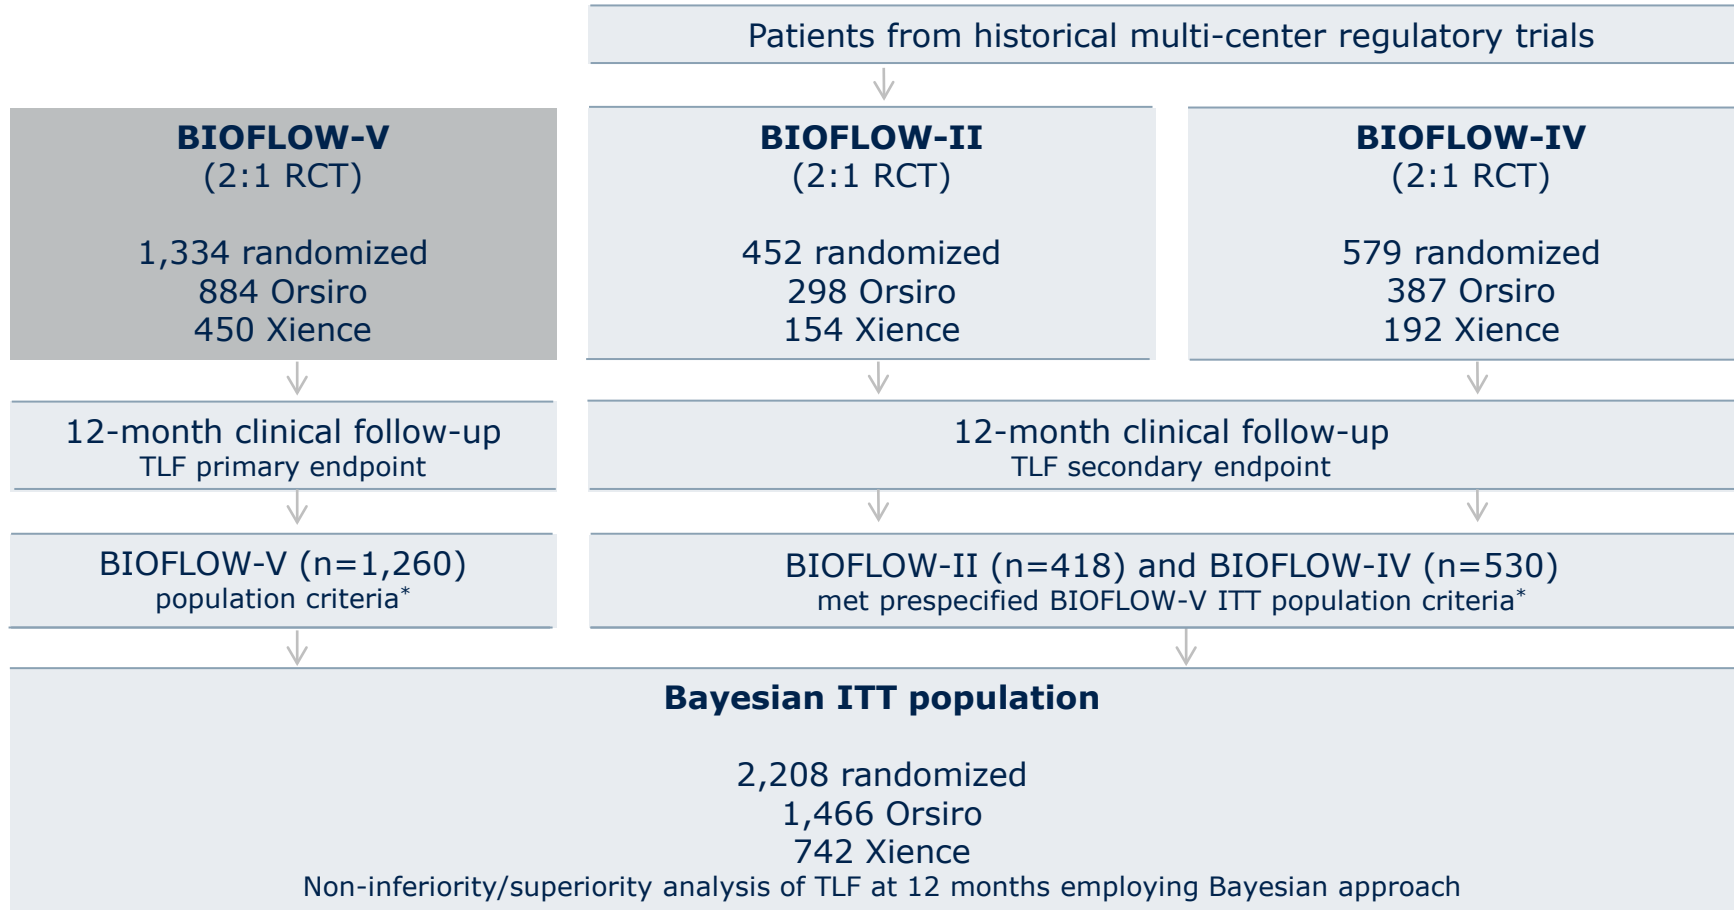 Patients from historical multi-center regulatory trials
BIOFLOW-V
(2:1 RCT)
1,334 randomized
884 Orsiro
450 Xience
BIOFLOW-II
(2:1 RCT)
452 randomized
298 Orsiro
154 Xience
BIOFLOW-IV
(2:1 RCT)
579 randomized
387 Orsiro
192 Xience
12-month clinical follow-up
TLF primary endpoint
12-month clinical follow-up
TLF secondary endpoint
BIOFLOW-V (n=1,260)
population criteria*
BIOFLOW-II (n=418) and BIOFLOW-IV (n=530)
met prespecified BIOFLOW-V ITT population criteria*
Bayesian ITT population
2,208 randomized
1,466 Orsiro
742 Xience
Non-inferiority/superiority analysis of TLF at 12 months employing Bayesian approach